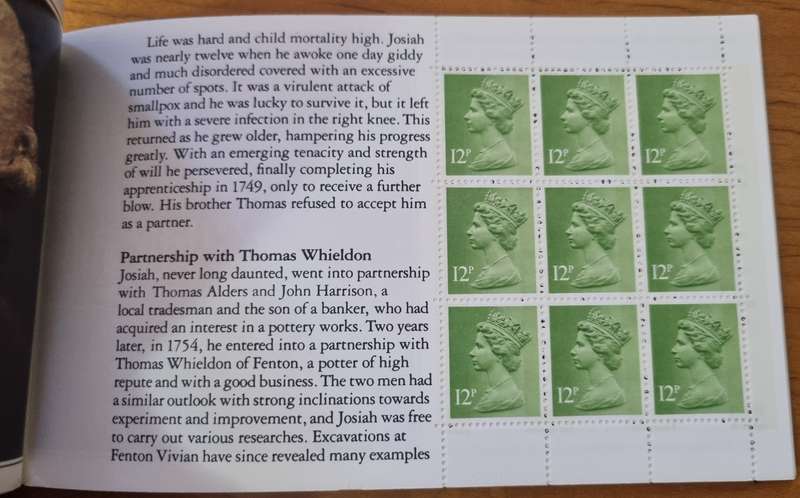 Life was hard and child mortality high. Josiah
was nearly twelve when he awoke one day giddy
and much disordered covered with an excessive
number of spots. It was a virulent attack of
smallpox and he was lucky to survive it, but it left
him with a severe infection in the right knee. This
returned as he grew older, hampering his progress
greatly. With an emerging tenacity and strength
of will he persevered, finally completing his
apprenticeship in 1749, only to receive a further
blow. His brother Thomas refused to accept him
as a partner.
Partnership with Thomas Whieldon
Josiah, never long daunted, went into partnership
with Thomas Alders and John Harrison, a
local tradesman and the son of a banker, who had
acquired an interest in a pottery works. Two years
later, in 1754, he entered into a partnership with
Thomas Whieldon of Fenton, a potter of high
repute and with a good business. The two men had
a similar outlook with strong inclinations towards
experiment and improvement, and Josiah was free
to carry out various researches. Excavations at
Fenton Vivian have since revealed many examples
12P 12P 12P
12P 12P 12P
12P 12P 12P